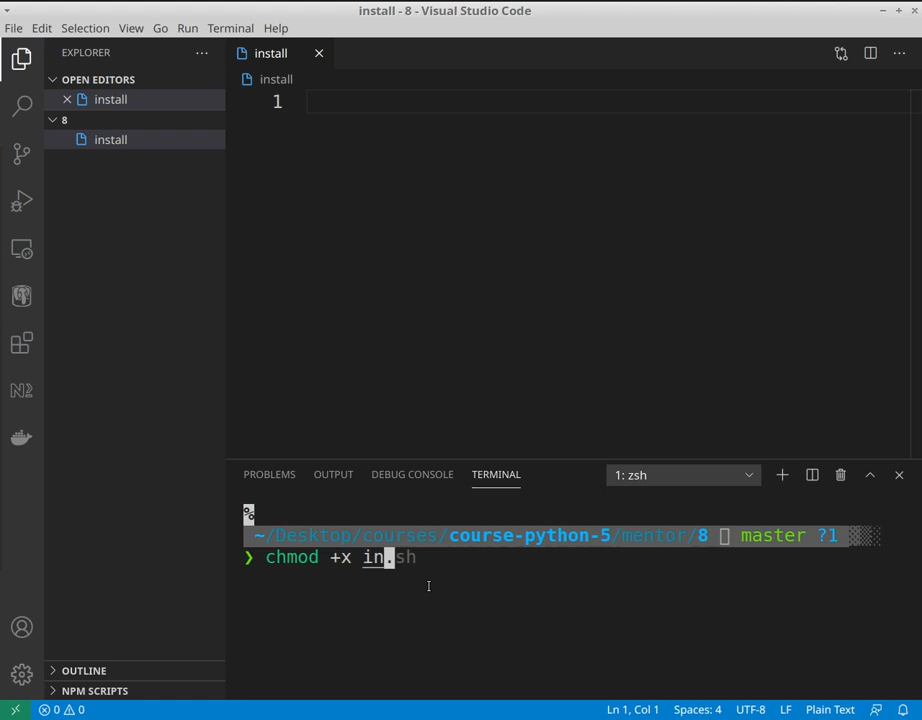 install - 8 - Visual Studio Code
File Edit Selection View Go Run Terminal Help
EXPLORER
install
OPEN EDITORS
install
install
1
8
install
PROBLEMS OUTPUT DEBUG CONSOLE TERMINAL
1: zsh
%
~/Desktop/courses/course-python-5/mentor/8 master ?1
❯ chmod +x in.sh
OUTLINE
NPM SCRIPTS
0 0
Ln 1, Col 1 Spaces: 4 UTF-8 LF Plain Text